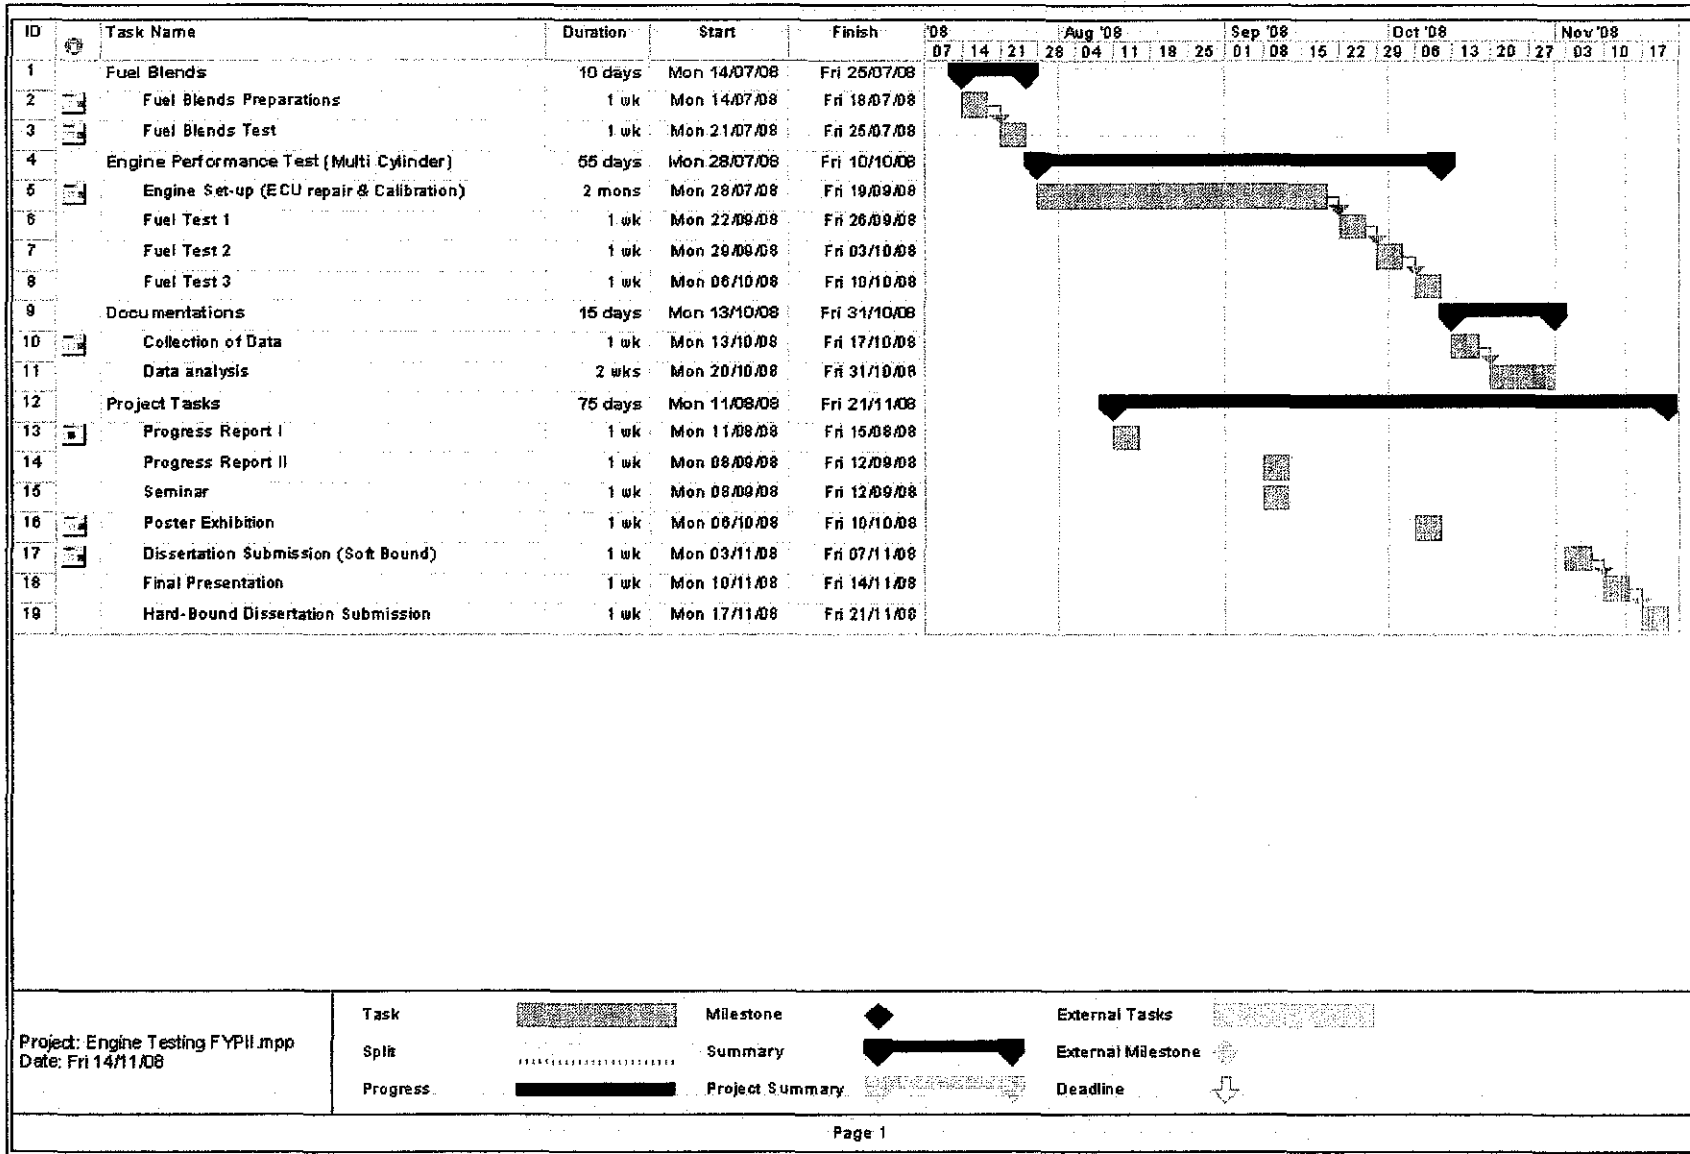 ID Task Name Duration Start Finish '08 Aug '08 Sep '08 Oct '08 Nov '08
07 14 21 28 04 11 18 25 01 08 15 22 29 06 13 20 27 03 10 17
1 Fuel Blends 10 days Mon 14/07/08 Fri 25/07/08
2 Fuel Blends Preparations 1 wk Mon 14/07/08 Fri 18/07/08
3 Fuel Blends Test 1 wk Mon 21/07/08 Fri 25/07/08
4 Engine Performance Test (Multi Cylinder) 55 days Mon 28/07/08 Fri 10/10/08
5 Engine Set-up (ECU repair & Calibration) 2 mons Mon 28/07/08 Fri 19/09/08
6 Fuel Test 1 1 wk Mon 22/09/08 Fri 26/09/08
7 Fuel Test 2 1 wk Mon 29/09/08 Fri 03/10/08
8 Fuel Test 3 1 wk Mon 06/10/08 Fri 10/10/08
9 Documentations 15 days Mon 13/10/08 Fri 31/10/08
10 Collection of Data 1 wk Mon 13/10/08 Fri 17/10/08
11 Data analysis 2 wks Mon 20/10/08 Fri 31/10/08
12 Project Tasks 75 days Mon 11/08/08 Fri 21/11/08
13 Progress Report I 1 wk Mon 11/08/08 Fri 15/08/08
14 Progress Report II 1 wk Mon 08/09/08 Fri 12/09/08
15 Seminar 1 wk Mon 08/09/08 Fri 12/09/08
16 Poster Exhibition 1 wk Mon 06/10/08 Fri 10/10/08
17 Dissertation Submission (Soft Bound) 1 wk Mon 03/11/08 Fri 07/11/08
18 Final Presentation 1 wk Mon 10/11/08 Fri 14/11/08
19 Hard-Bound Dissertation Submission 1 wk Mon 17/11/08 Fri 21/11/08
Project: Engine Testing FYPII.mpp
Date: Fri 14/11/08
Task Milestone External Tasks
Split Summary External Milestone
Progress Project Summary Deadline
Page 1